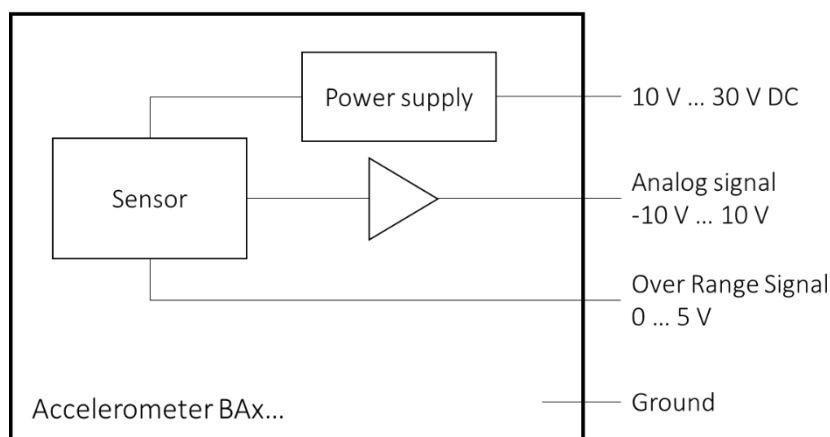 Power supply
10 V ... 30 V DC
Sensor
Analog signal
-10 V ... 10 V
Over Range Signal
0 ... 5 V
Accelerometer BAx...
Ground